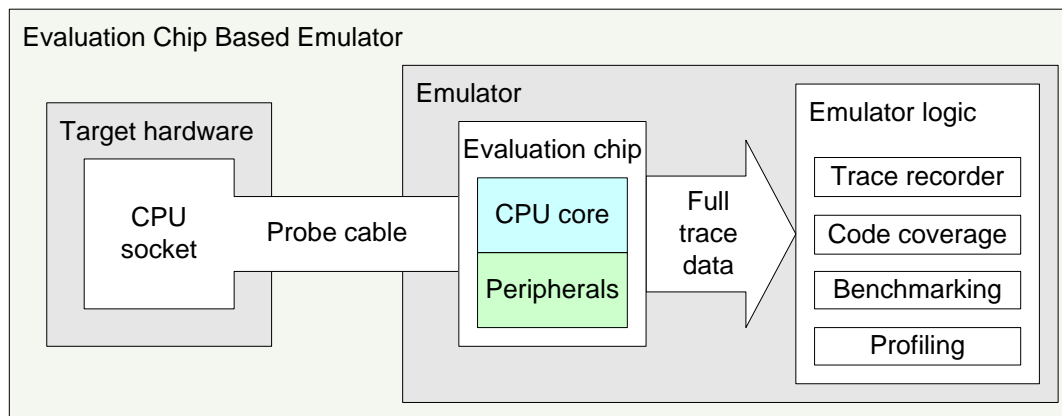 Evaluation Chip Based Emulator
Target hardware
CPU
socket
Probe cable
Emulator
Evaluation chip
CPU core
Peripherals
Full
trace
data
Emulator logic
Trace recorder
Code coverage
Benchmarking
Profiling